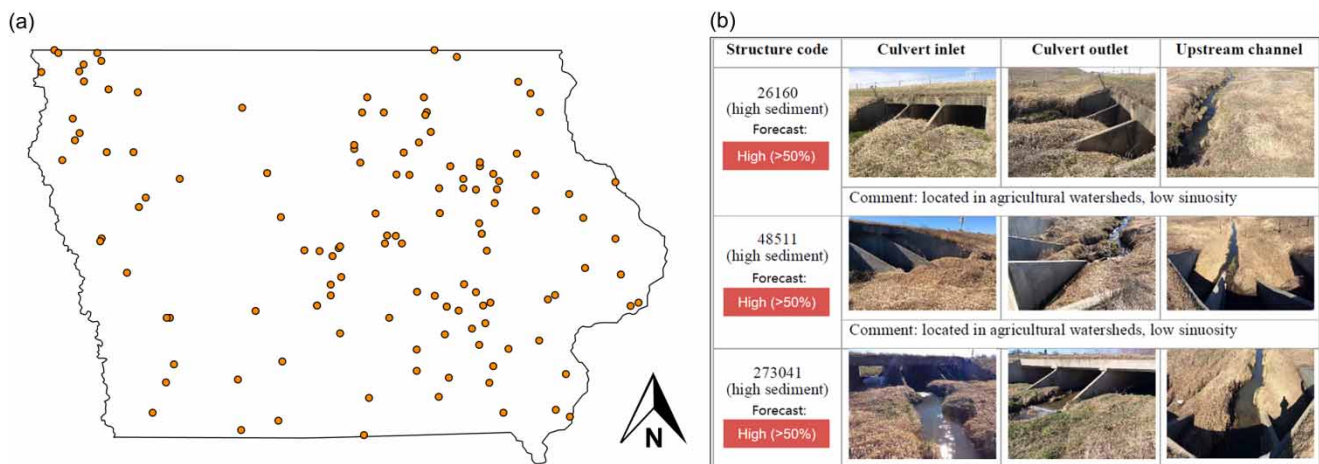 (a)
N
(b)
Structure code Culvert inlet Culvert outlet Upstream channel
26160
(high sediment)
Forecast:
High (>50%)
Comment: located in agricultural watersheds, low sinuosity
48511
(high sediment)
Forecast:
High (>50%)
Comment: located in agricultural watersheds, low sinuosity
273041
(high sediment)
Forecast:
High (>50%)